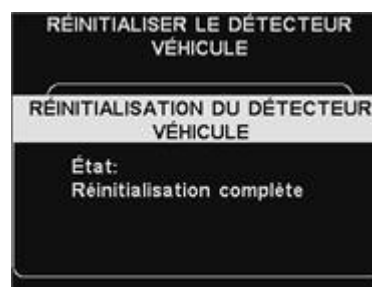 RÉINITIALISER LE DÉTECTEUR
VÉHICULE
RÉINITIALISATION DU DÉTECTEUR
VÉHICULE
État:
Réinitialisation complète